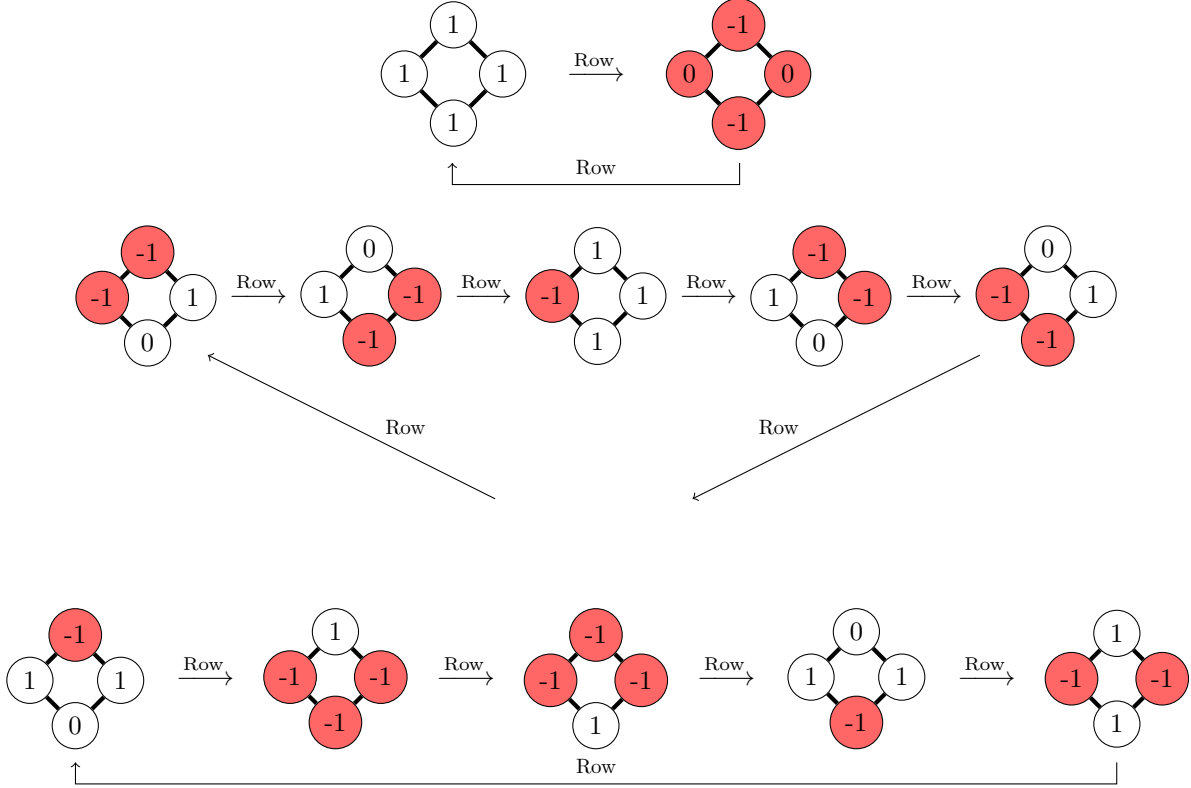 1 -1
Row
1 1 0 0
1 -1
Row
-1 0 1 -1 0
Row Row Row Row
-1 1 1 -1 -1 1 1 -1 -1 1
0 -1 1 0 -1
Row Row
-1 1 -1 0 1
Row Row Row Row
1 1 -1 -1 -1 -1 1 1 -1 -1
0 -1 1 -1 1
Row